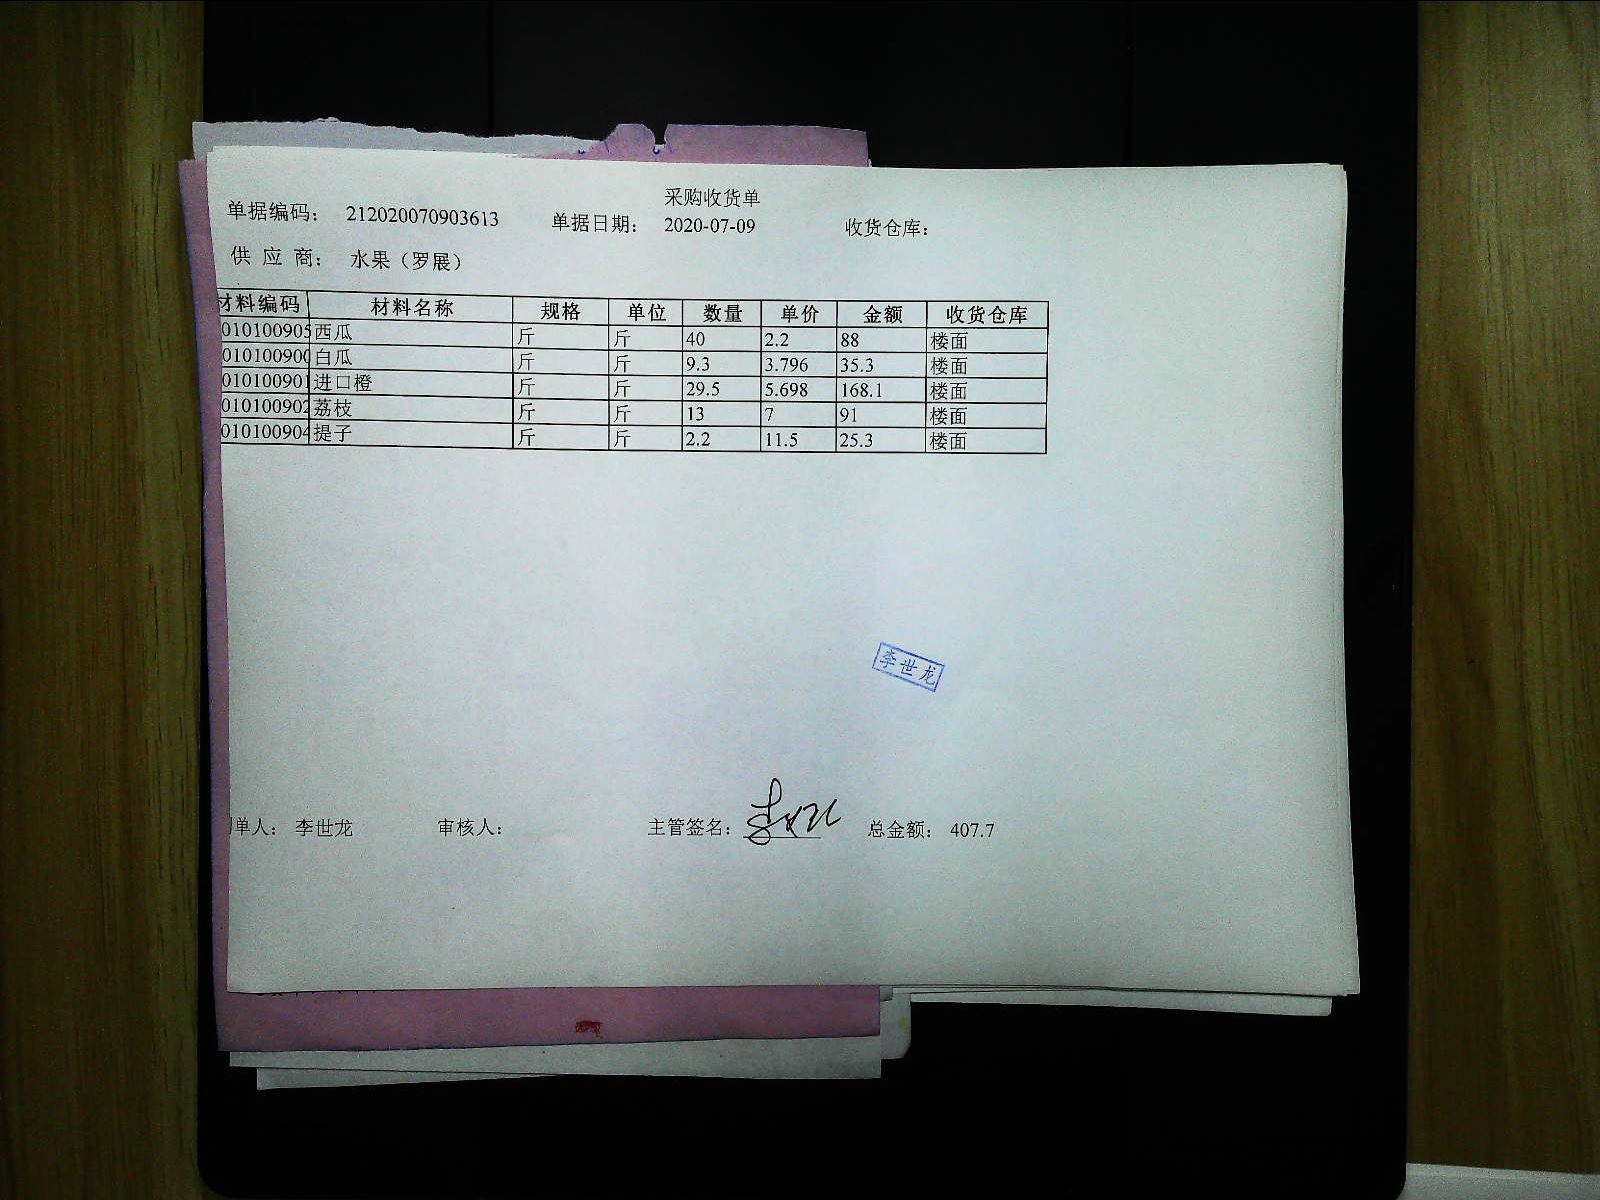 采购收货单
单据编码： 212020070903613 单据日期： 2020-07-09 收货仓库：
供 应 商： 水果（罗展）
材料编码 材料名称 规格 单位 数量 单价 金额 收货仓库
010100905 西瓜 斤 斤 40 2.2 88 楼面
010100900 白瓜 斤 斤 9.3 3.796 35.3 楼面
010100901 进口橙 斤 斤 29.5 5.698 168.1 楼面
010100902 荔枝 斤 斤 13 7 91 楼面
010100904 提子 斤 斤 2.2 11.5 25.3 楼面
李世龙
制单人： 李世龙 审核人： 主管签名： 总金额： 407.7